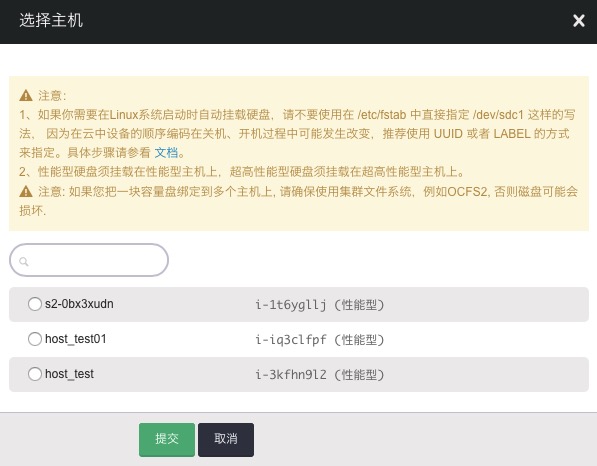 选择主机
注意:
1、如果你需要在Linux系统启动时自动挂载硬盘，请不要使用在 /etc/fstab 中直接指定 /dev/sdc1 这样的写
法， 因为在云中设备的顺序编码在关机、开机过程中可能发生改变，推荐使用 UUID 或者 LABEL 的方式
来指定。具体步骤请参看 文档。
2、性能型硬盘须挂载在性能型主机上，超高性能型硬盘须挂载在超高性能型主机上。
注意: 如果您把一块容量盘绑定到多个主机上, 请确保使用集群文件系统，例如OCFS2, 否则磁盘可能会
损坏.
s2-0bx3xudn i-1t6ygllj (性能型)
host_test01 i-iq3clfpf (性能型)
host_test i-3kfhn9l2 (性能型)
提交 取消